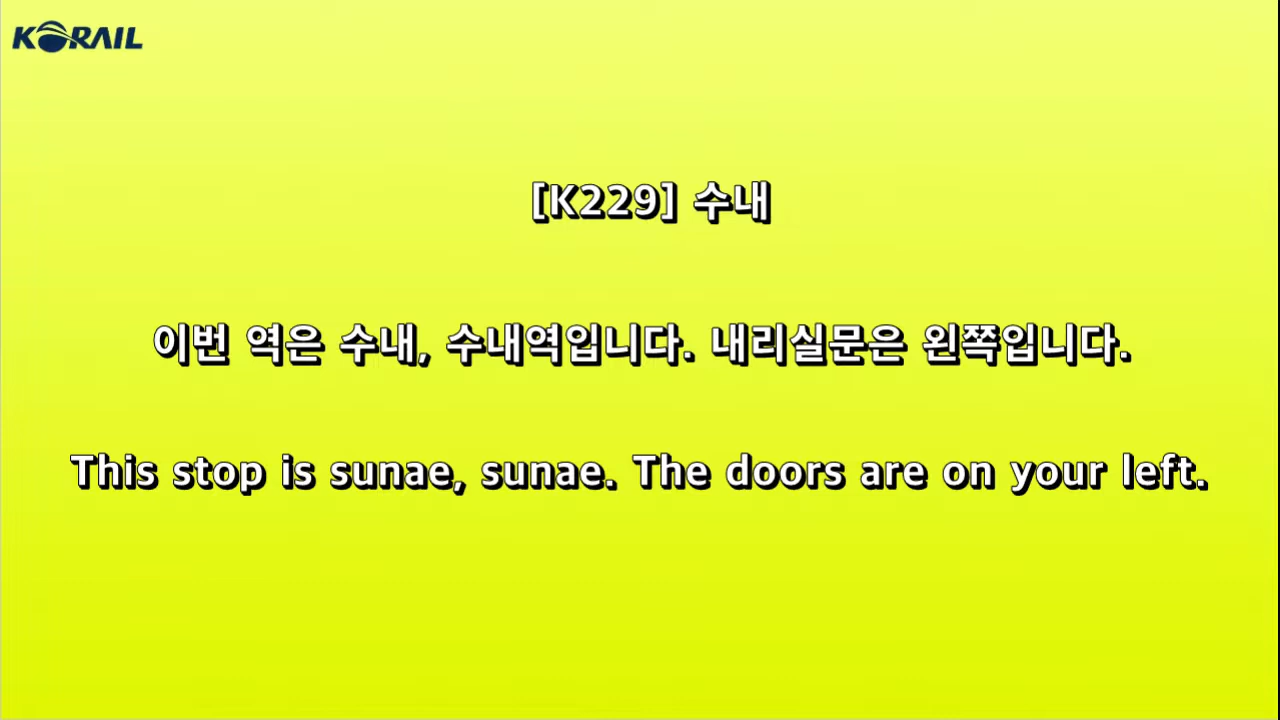 KORAIL
[K229] 수내
이번 역은 수내, 수내역입니다. 내리실문은 왼쪽입니다.
This stop is sunae, sunae. The doors are on your left.